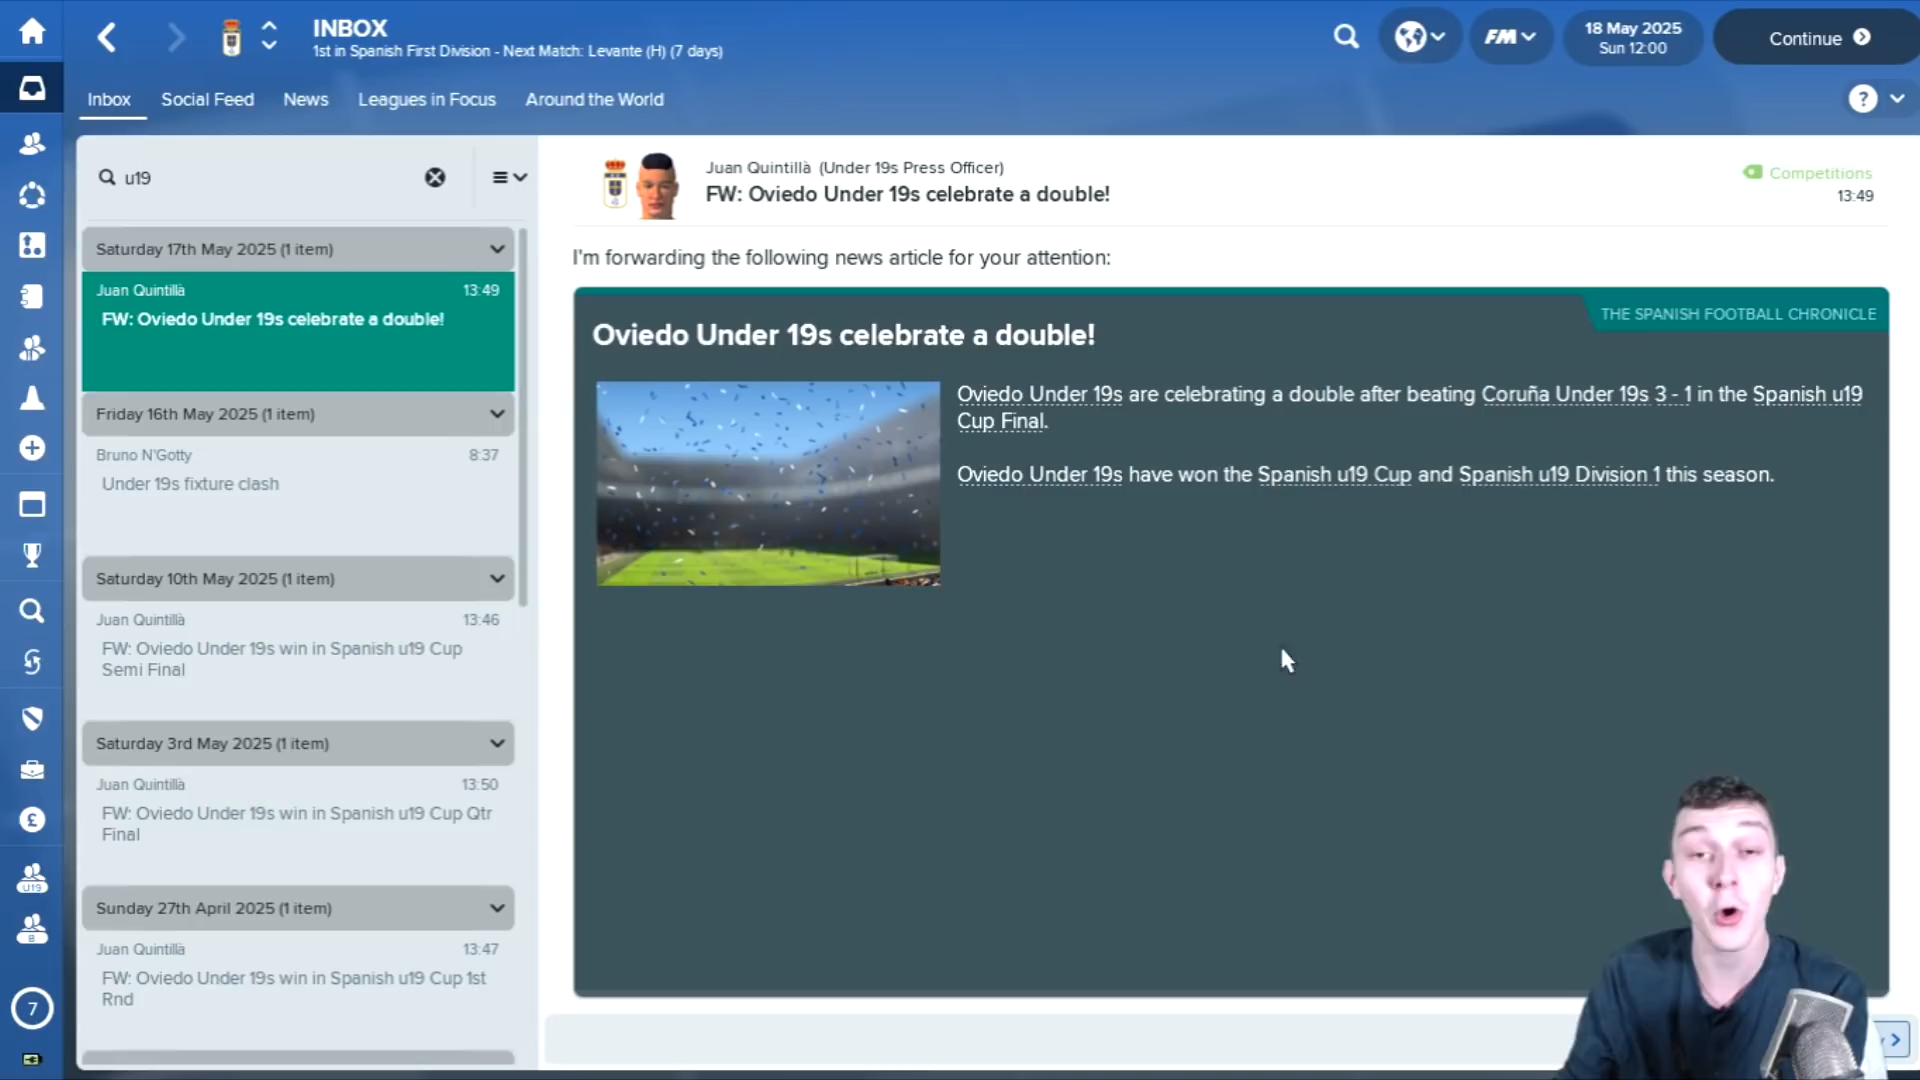 INBOX
1st in Spanish First Division - Next Match: Levante (H) (7 days)
FM
18 May 2025
Sun 12:00
Continue
Inbox
Social Feed
News
Leagues in Focus
Around the World
?
u19
Saturday 17th May 2025 (1 item)
Juan Quintillà
13:49
FW: Oviedo Under 19s celebrate a double!
Friday 16th May 2025 (1 item)
Bruno N'Gotty
8:37
Under 19s fixture clash
Saturday 10th May 2025 (1 item)
Juan Quintillà
13:46
FW: Oviedo Under 19s win in Spanish u19 Cup
Semi Final
Saturday 3rd May 2025 (1 item)
Juan Quintillà
13:50
FW: Oviedo Under 19s win in Spanish u19 Cup Qtr
Final
Sunday 27th April 2025 (1 item)
Juan Quintillà
13:47
FW: Oviedo Under 19s win in Spanish u19 Cup 1st
Rnd
Juan Quintillà (Under 19s Press Officer)
FW: Oviedo Under 19s celebrate a double!
Competitions
13:49
I'm forwarding the following news article for your attention:
THE SPANISH FOOTBALL CHRONICLE
Oviedo Under 19s celebrate a double!
Oviedo Under 19s are celebrating a double after beating Coruña Under 19s 3 - 1 in the Spanish u19
Cup Final.
Oviedo Under 19s have won the Spanish u19 Cup and Spanish u19 Division 1 this season.
£
U19
B
7